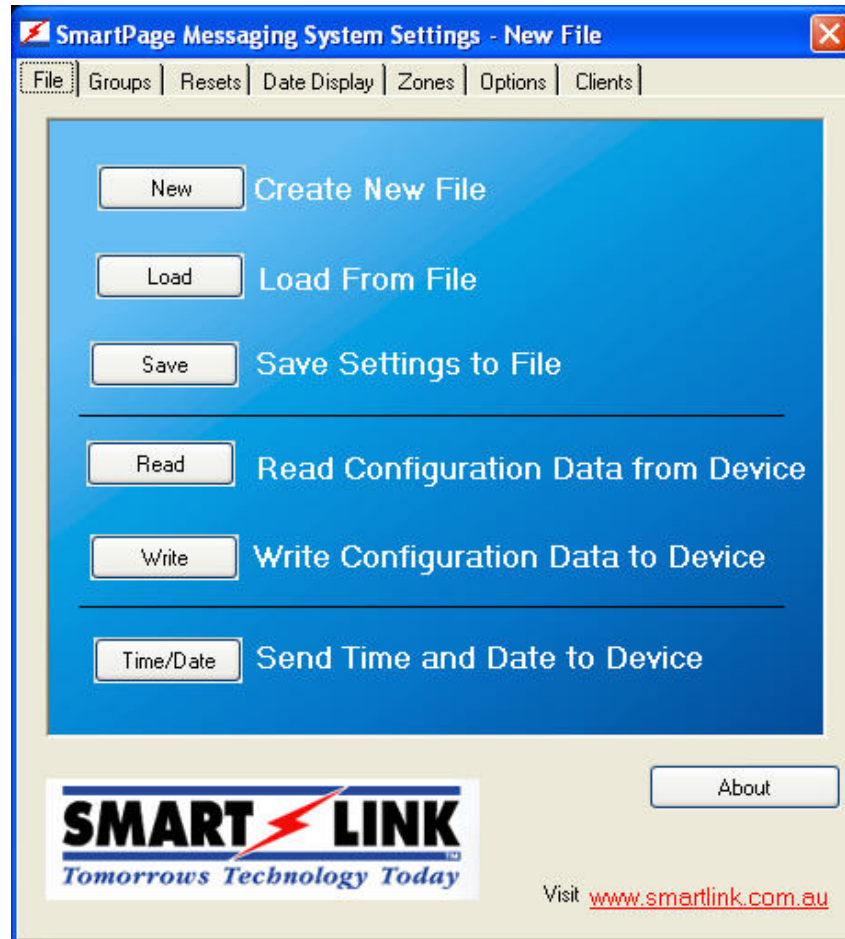 SmartPage Messaging System Settings - New File
File Groups Resets Date Display Zones Options Clients
New Create New File
Load Load From File
Save Save Settings to File
Read Read Configuration Data from Device
Write Write Configuration Data to Device
Time/Date Send Time and Date to Device
About
SMART LINK
TM
Tomorrows Technology Today
Visit www.smartlink.com.au